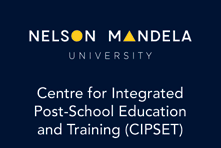 NELSON MANDELA
UNIVERSITY
Centre for Integrated
Post-School Education
and Training (CIPSET)